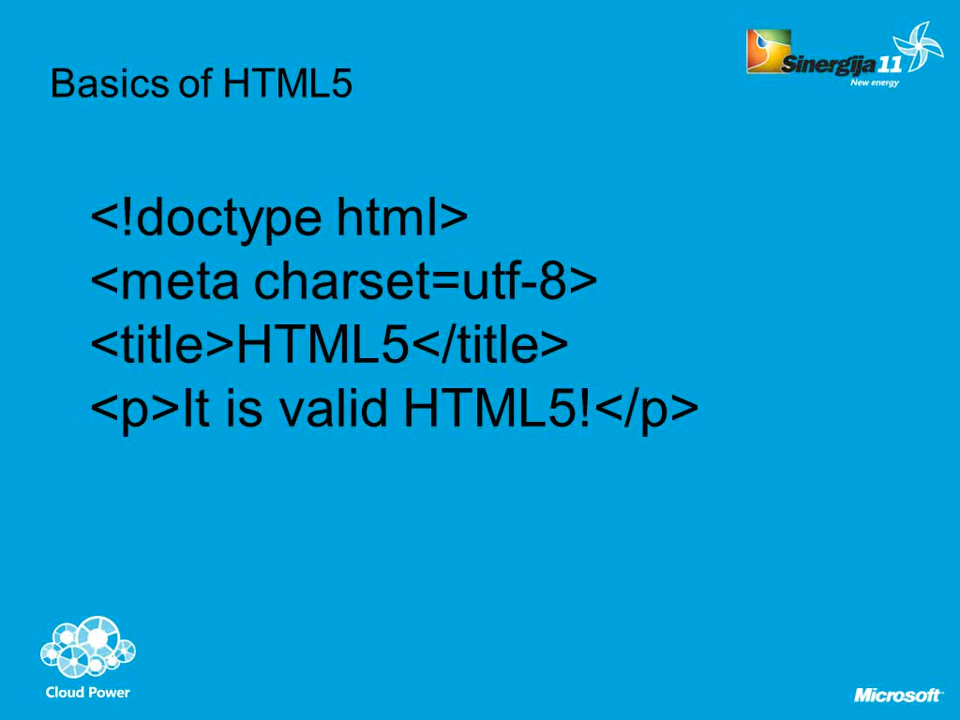 Sinergija 11
New energy
Basics of HTML5
<!doctype html>
<meta charset=utf-8>
<title>HTML5</title>
<p>It is valid HTML5!</p>
Cloud Power
Microsoft